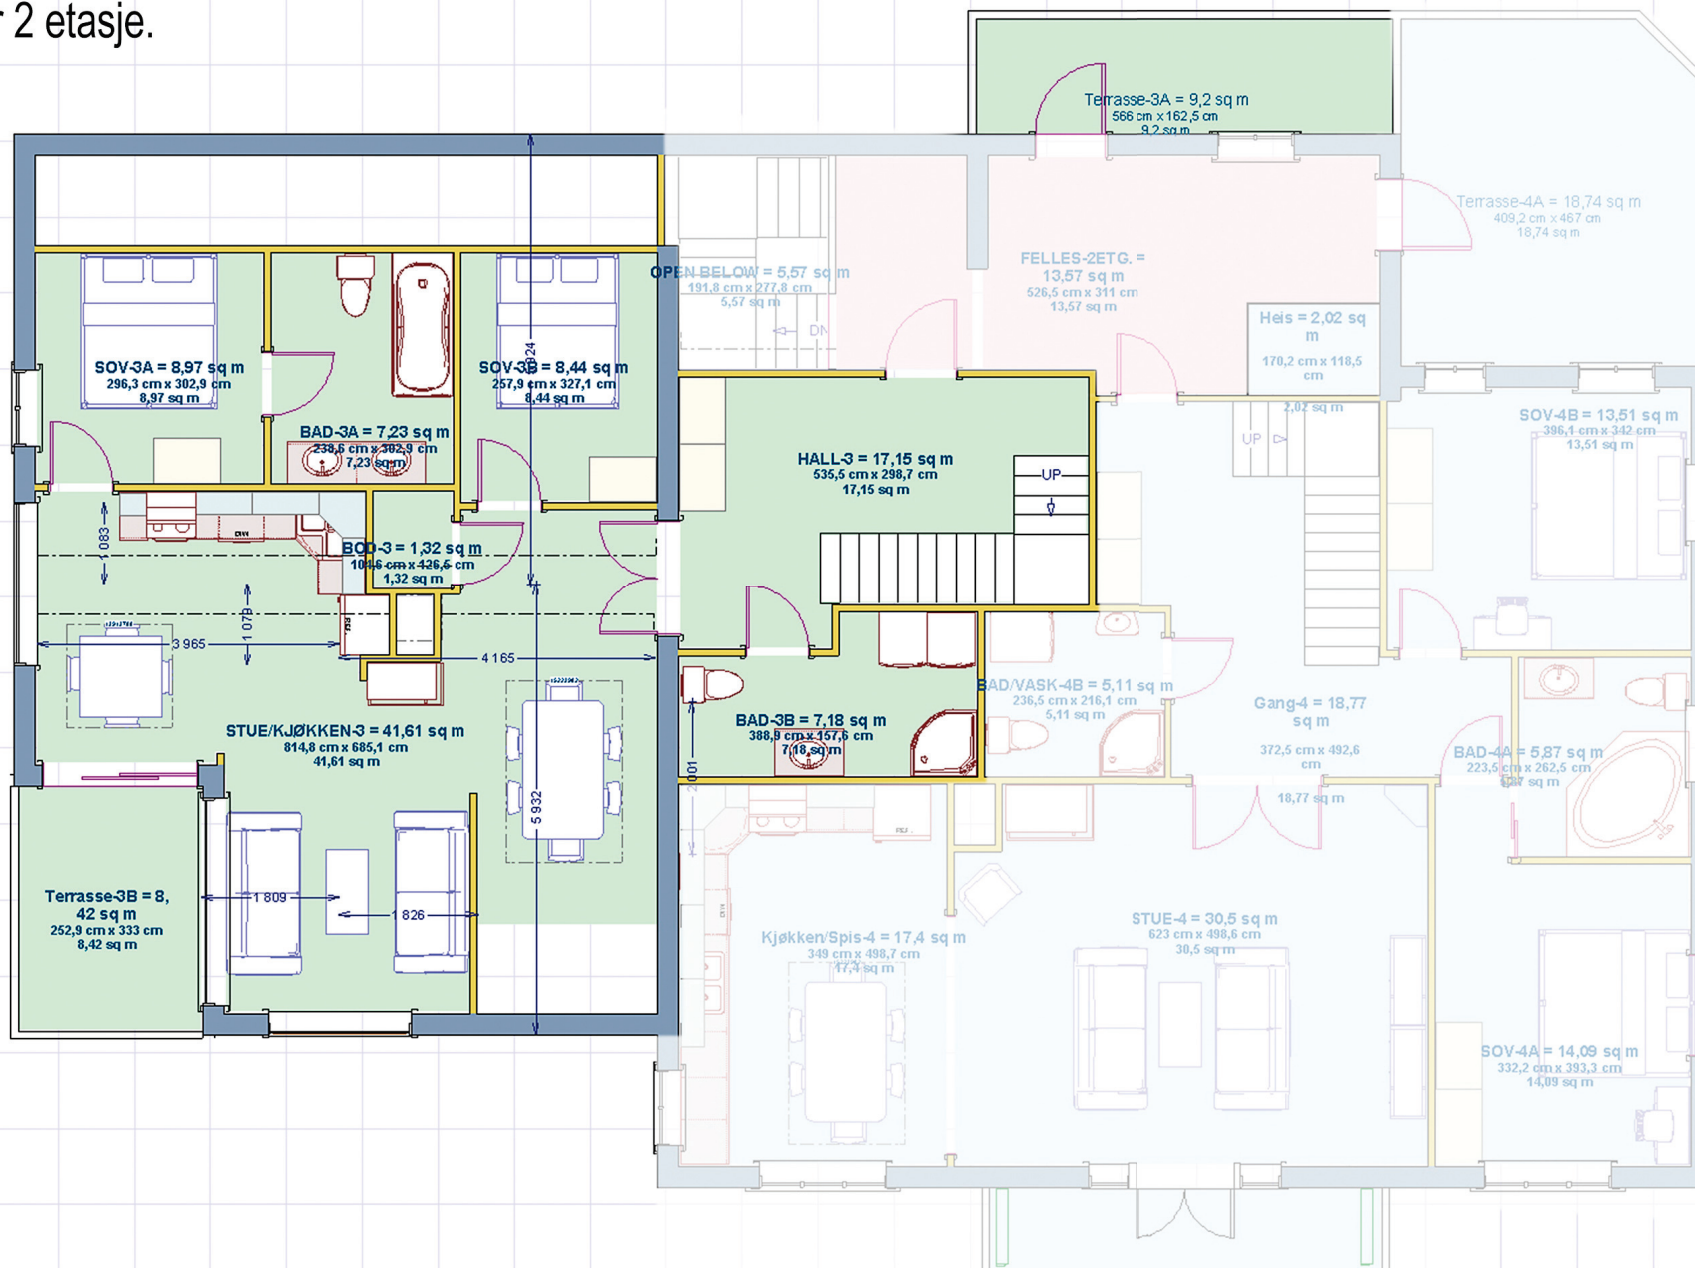 r 2 etasje.
Terrasse-3A = 9,2 sq m
566 cm x 162,5 cm
9,2 sq m
Terrasse-4A = 18,74 sq m
409,2 cm x 467 cm
18,74 sq m
OPEN BELOW = 5,57 sq m
191,8 cm x 277,8 cm
5,57 sq m
DN
FELLES-2ETG. =
13,57 sq m
526,5 cm x 311 cm
13,57 sq m
Heis = 2,02 sq
m
170,2 cm x 118,5
cm
2,02 sq m
SOV-3A = 8,97 sq m
296,3 cm x 302,9 cm
8,97 sq m
BAD-3A = 7,23 sq m
238,6 cm x 302,9 cm
7,23 sq m
SOV-3B = 8,44 sq m
257,9 cm x 327,1 cm
8,44 sq m
HALL-3 = 17,15 sq m
535,5 cm x 298,7 cm
17,15 sq m
UP
UP
SOV-4B = 13,51 sq m
396,1 cm x 342 cm
13,51 sq m
1 083
BOD-3 = 1,32 sq m
104,6 cm x 126,5 cm
1,32 sq m
1 079
3 965
4 165
REF.
STUE/KJØKKEN-3 = 41,61 sq m
814,8 cm x 685,1 cm
41,61 sq m
BAD-3B = 7,18 sq m
388,9 cm x 157,6 cm
7,18 sq m
BAD/VASK-4B = 5,11 sq m
236,5 cm x 216,1 cm
5,11 sq m
Gang-4 = 18,77
sq m
372,5 cm x 492,6
cm
18,77 sq m
BAD-4A = 5,87 sq m
223,5 cm x 262,5 cm
5,87 sq m
5 932
Terrasse-3B = 8,
42 sq m
252,9 cm x 333 cm
8,42 sq m
1 809
1 826
Kjøkken/Spis-4 = 17,4 sq m
349 cm x 498,7 cm
17,4 sq m
STUE-4 = 30,5 sq m
623 cm x 498,6 cm
30,5 sq m
SOV-4A = 14,09 sq m
332,2 cm x 393,3 cm
14,09 sq m